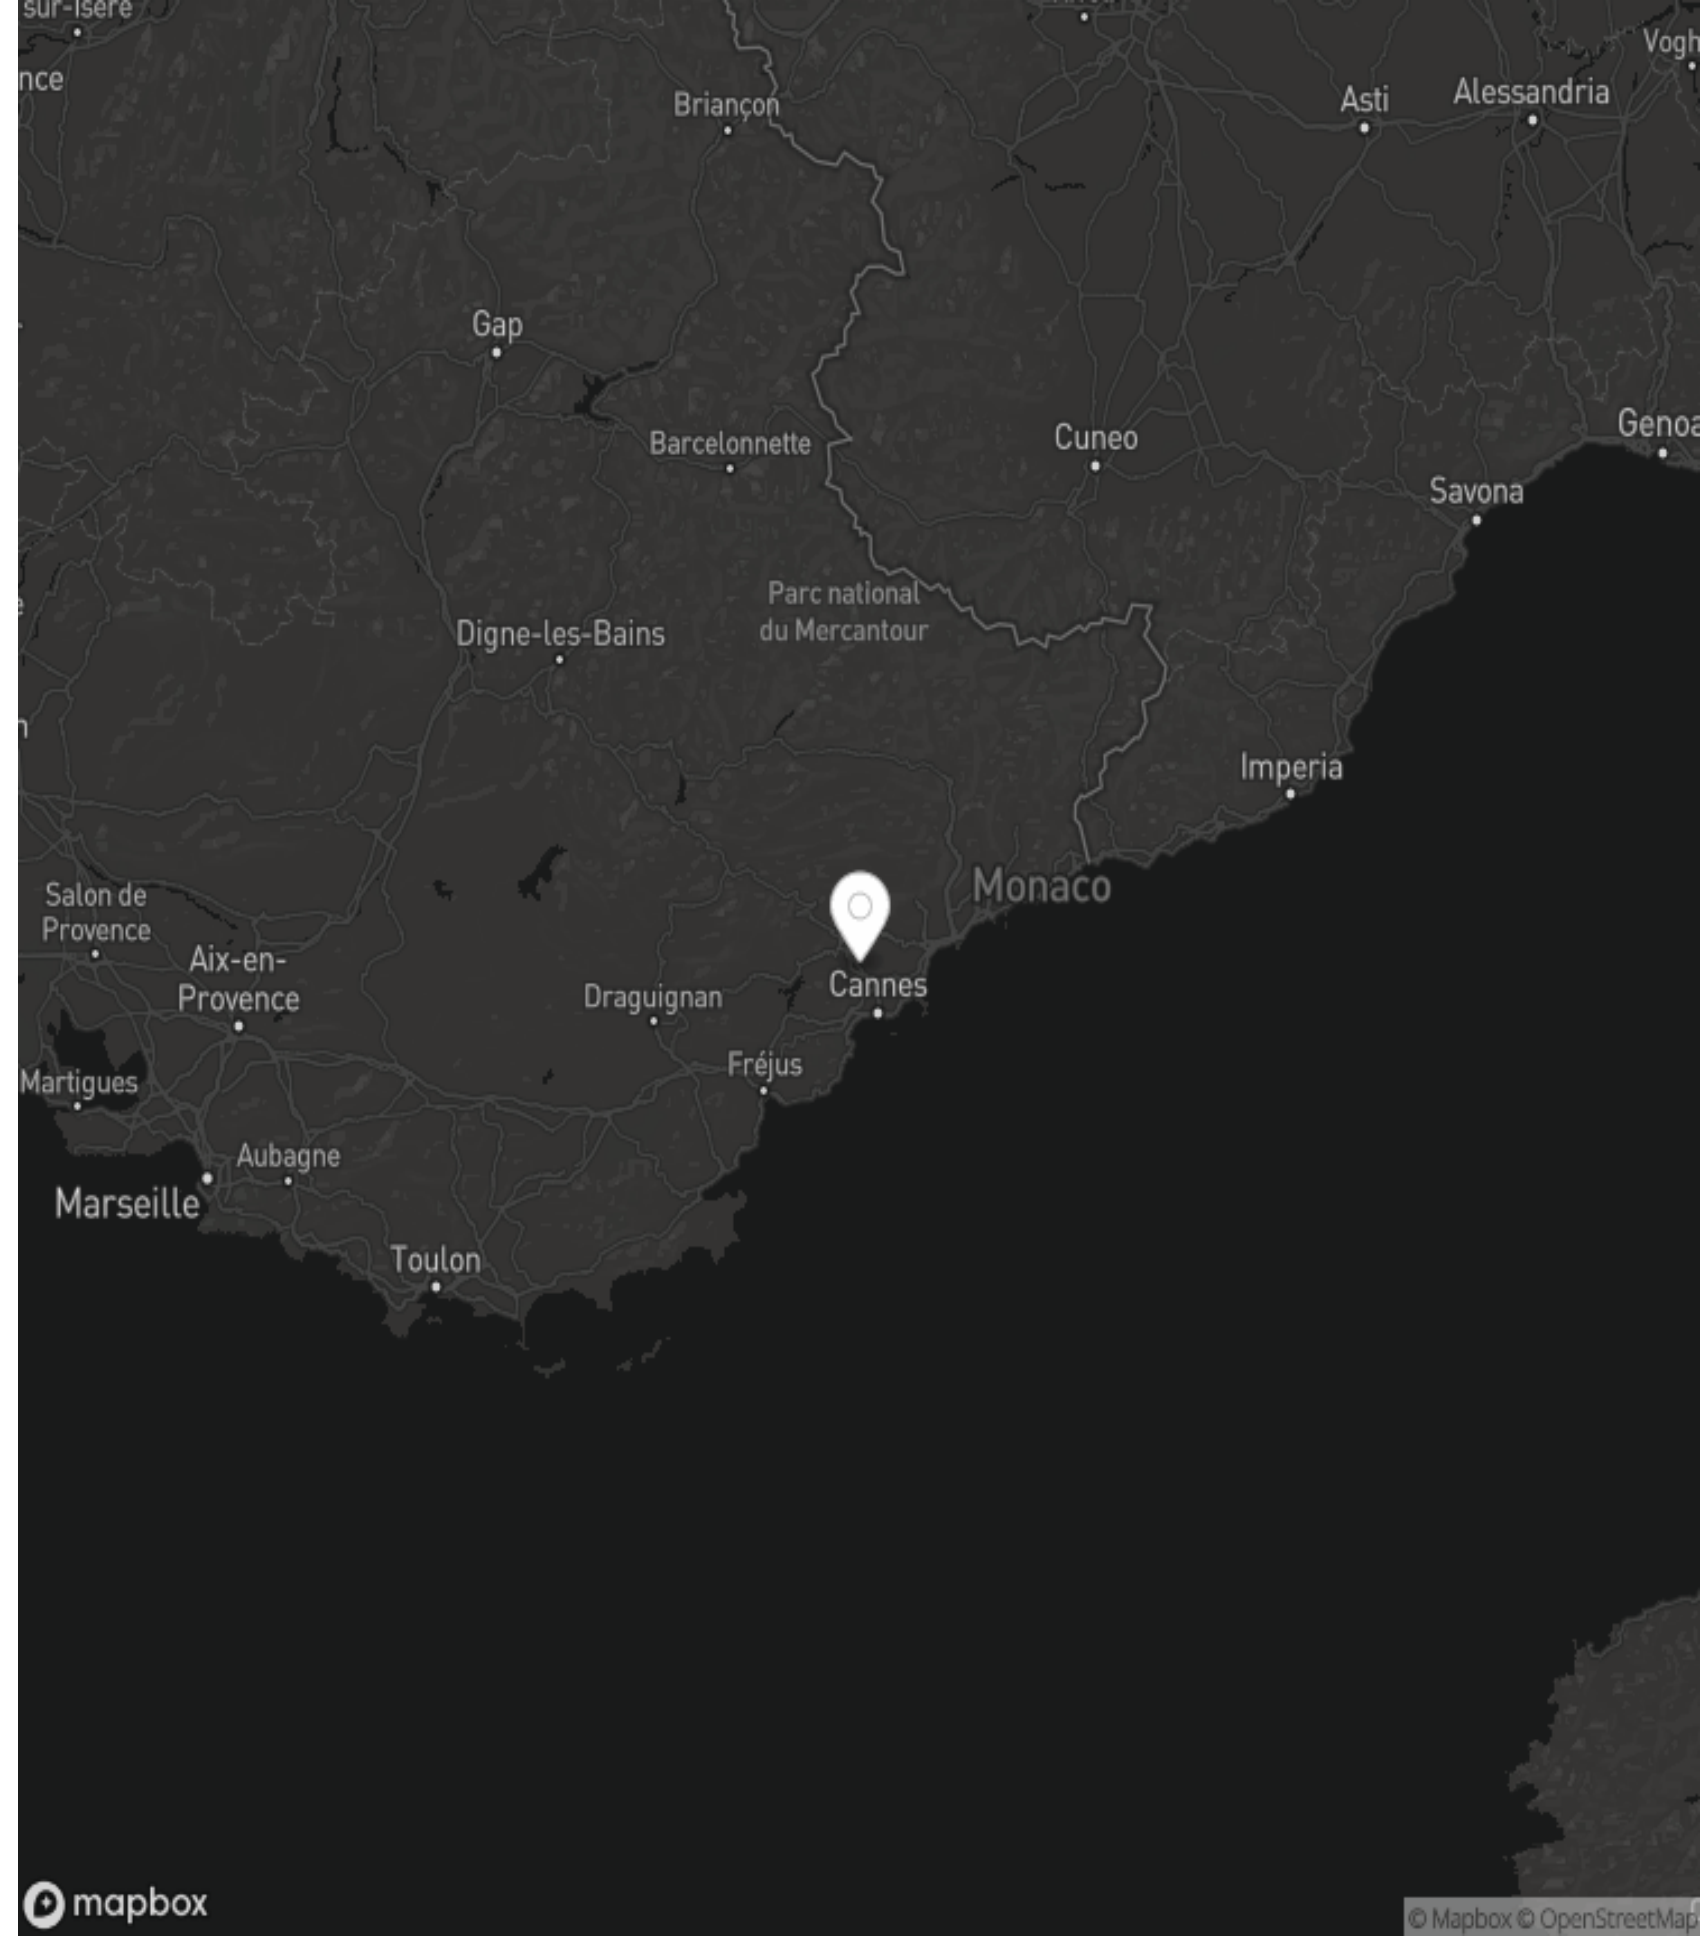 sur-Isère
nce
Vogh
Briançon
Asti
Alessandria
Gap
Barcelonnette
Cuneo
Genoa
Savona
Parc national
du Mercantour
Digne-les-Bains
Imperia
Monaco
Salon de
Provence
Aix-en-
Provence
Cannes
Draguignan
Fréjus
Martigues
Aubagne
Marseille
Toulon
mapbox
© Mapbox © OpenStreetMap